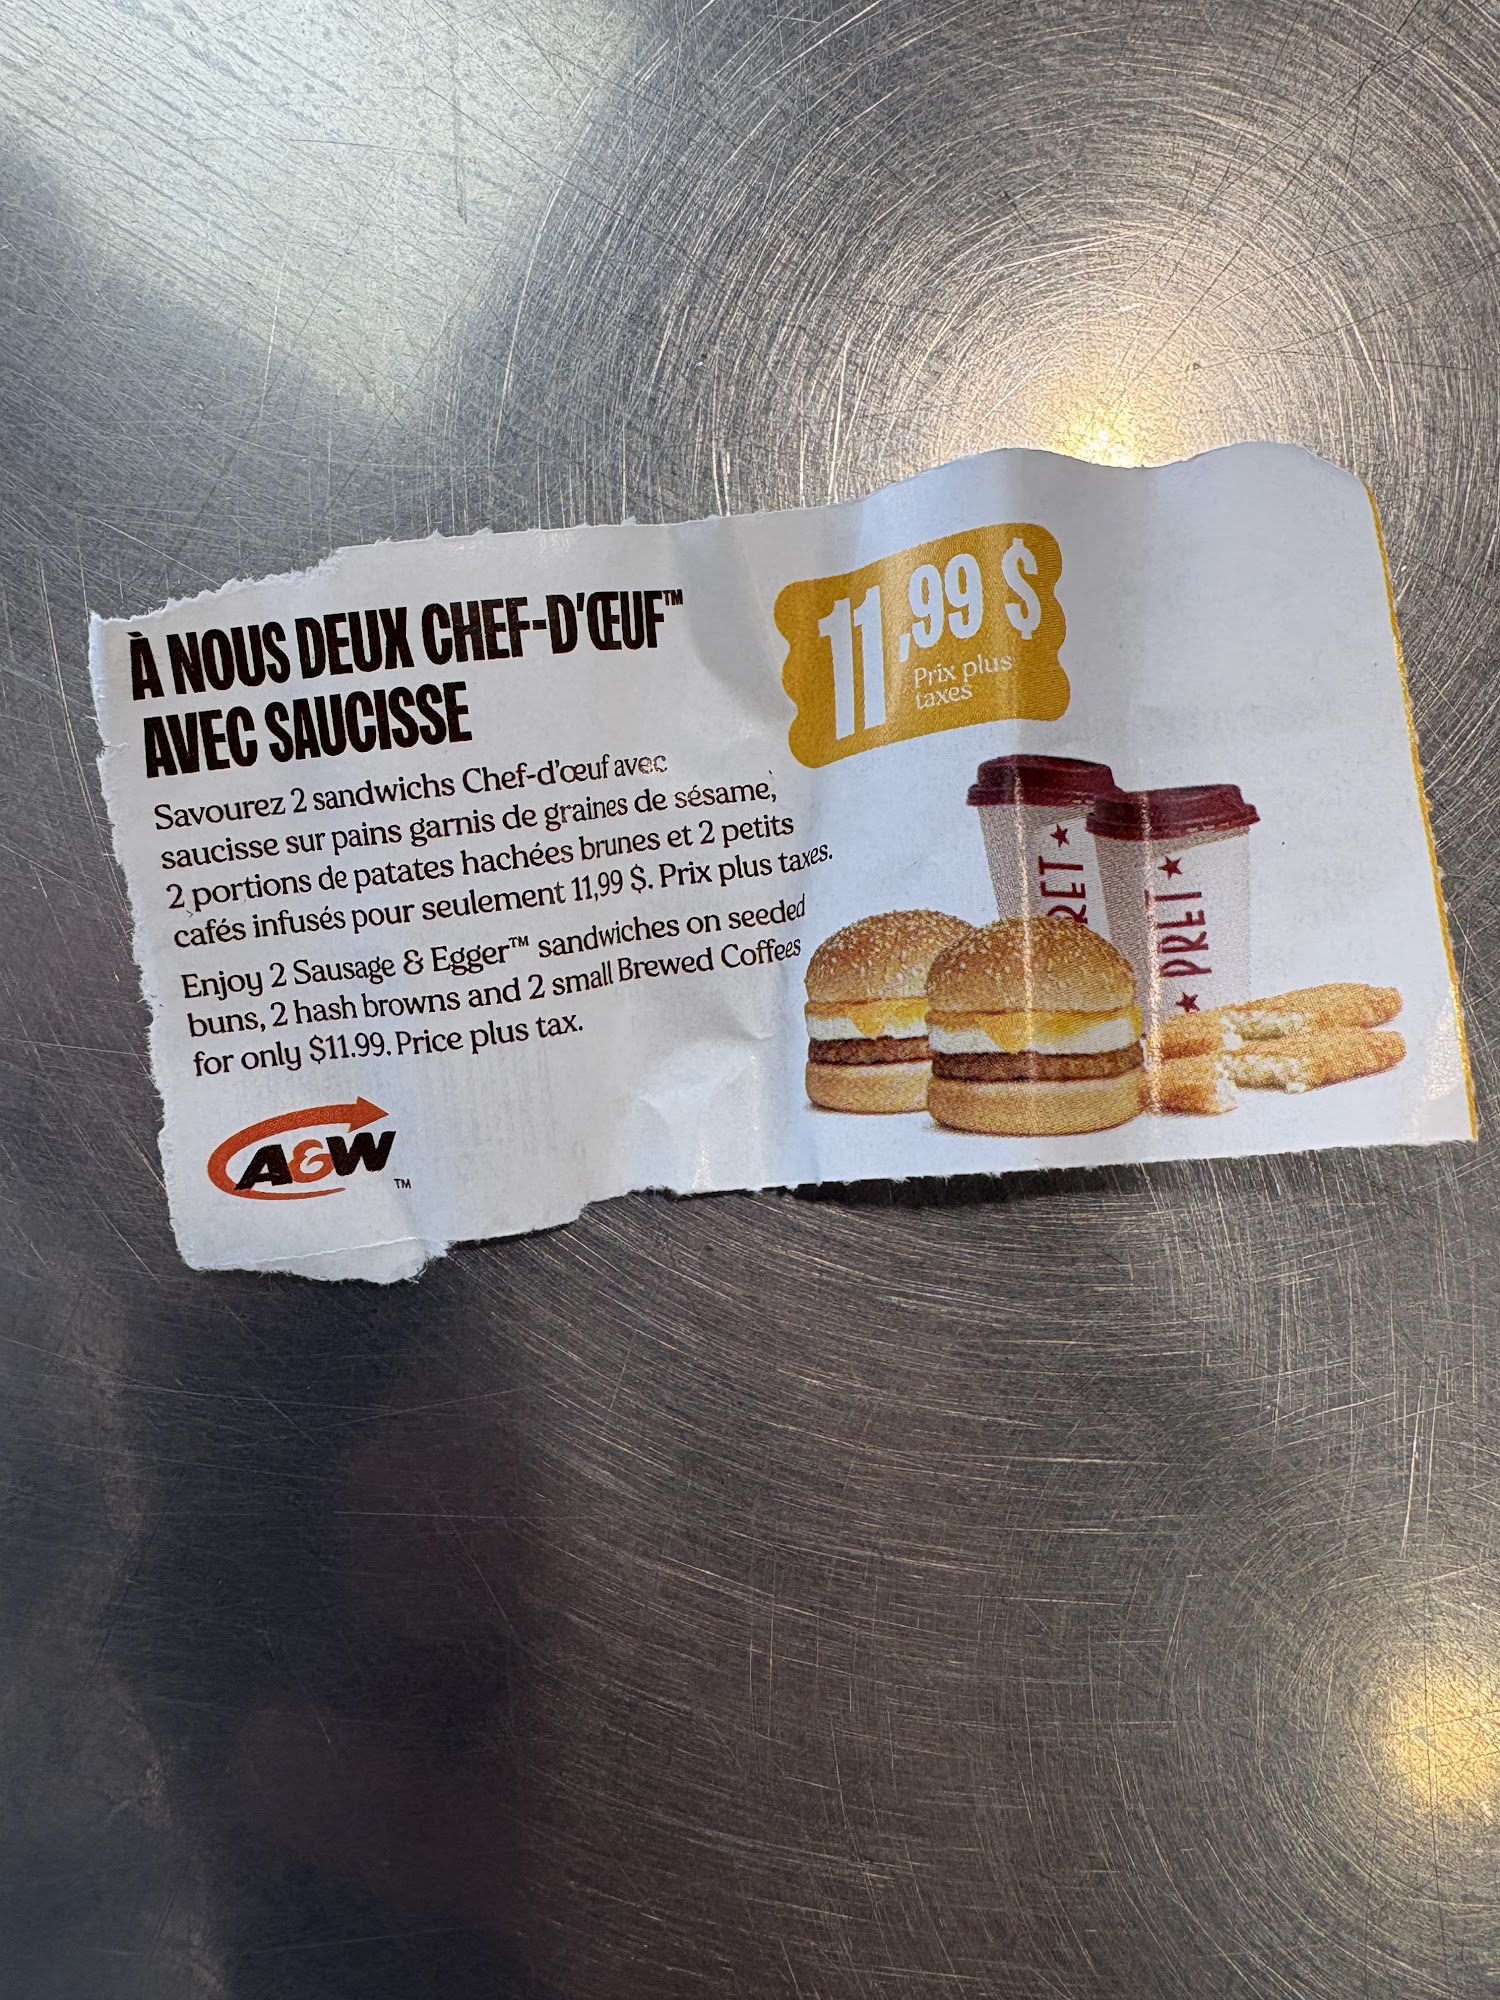 À NOUS DEUX CHEF-D'ŒUF™
AVEC SAUCISSE
Savourez 2 sandwichs Chef-d'œuf avec
saucisse sur pains garnis de graines de sésame,
2 portions de patates hachées brunes et 2 petits
cafés infusés pour seulement 11,99 $. Prix plus taxes.
Enjoy 2 Sausage & Egger™ sandwiches on seeded
buns, 2 hash browns and 2 small Brewed Coffees
for only $11.99. Price plus tax.
A&W
™
11,99 $
Prix plus
taxes
RET ★
★ PRET ★